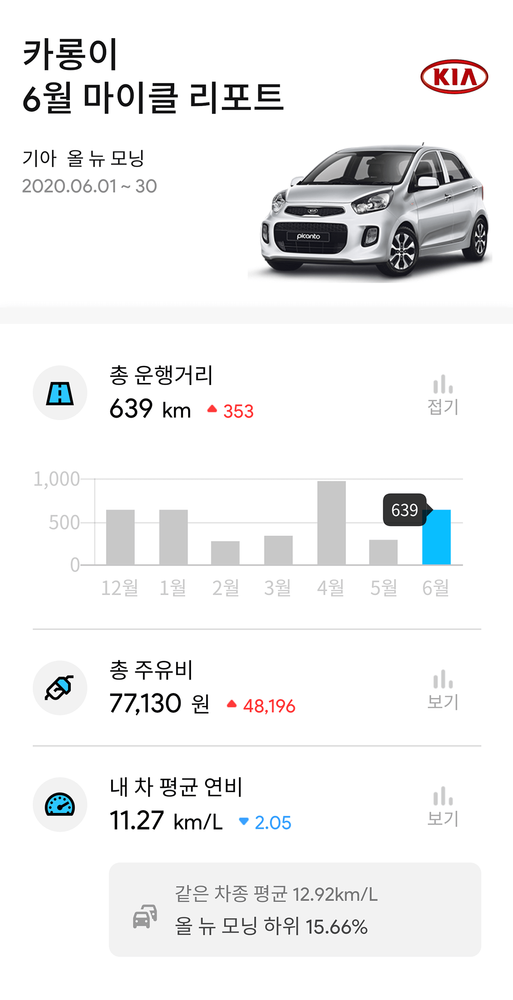 카롱이
6월 마이클 리포트
KIA
기아 올 뉴 모닝
2020.06.01 ~ 30
KIA
picanto
총 운행거리
639 km ▲ 353
접기
1,000
500
0
639
12월 1월 2월 3월 4월 5월 6월
총 주유비
77,130 원 ▲ 48,196
보기
내 차 평균 연비
11.27 km/L ▼ 2.05
보기
같은 차종 평균 12.92km/L
올 뉴 모닝 하위 15.66%